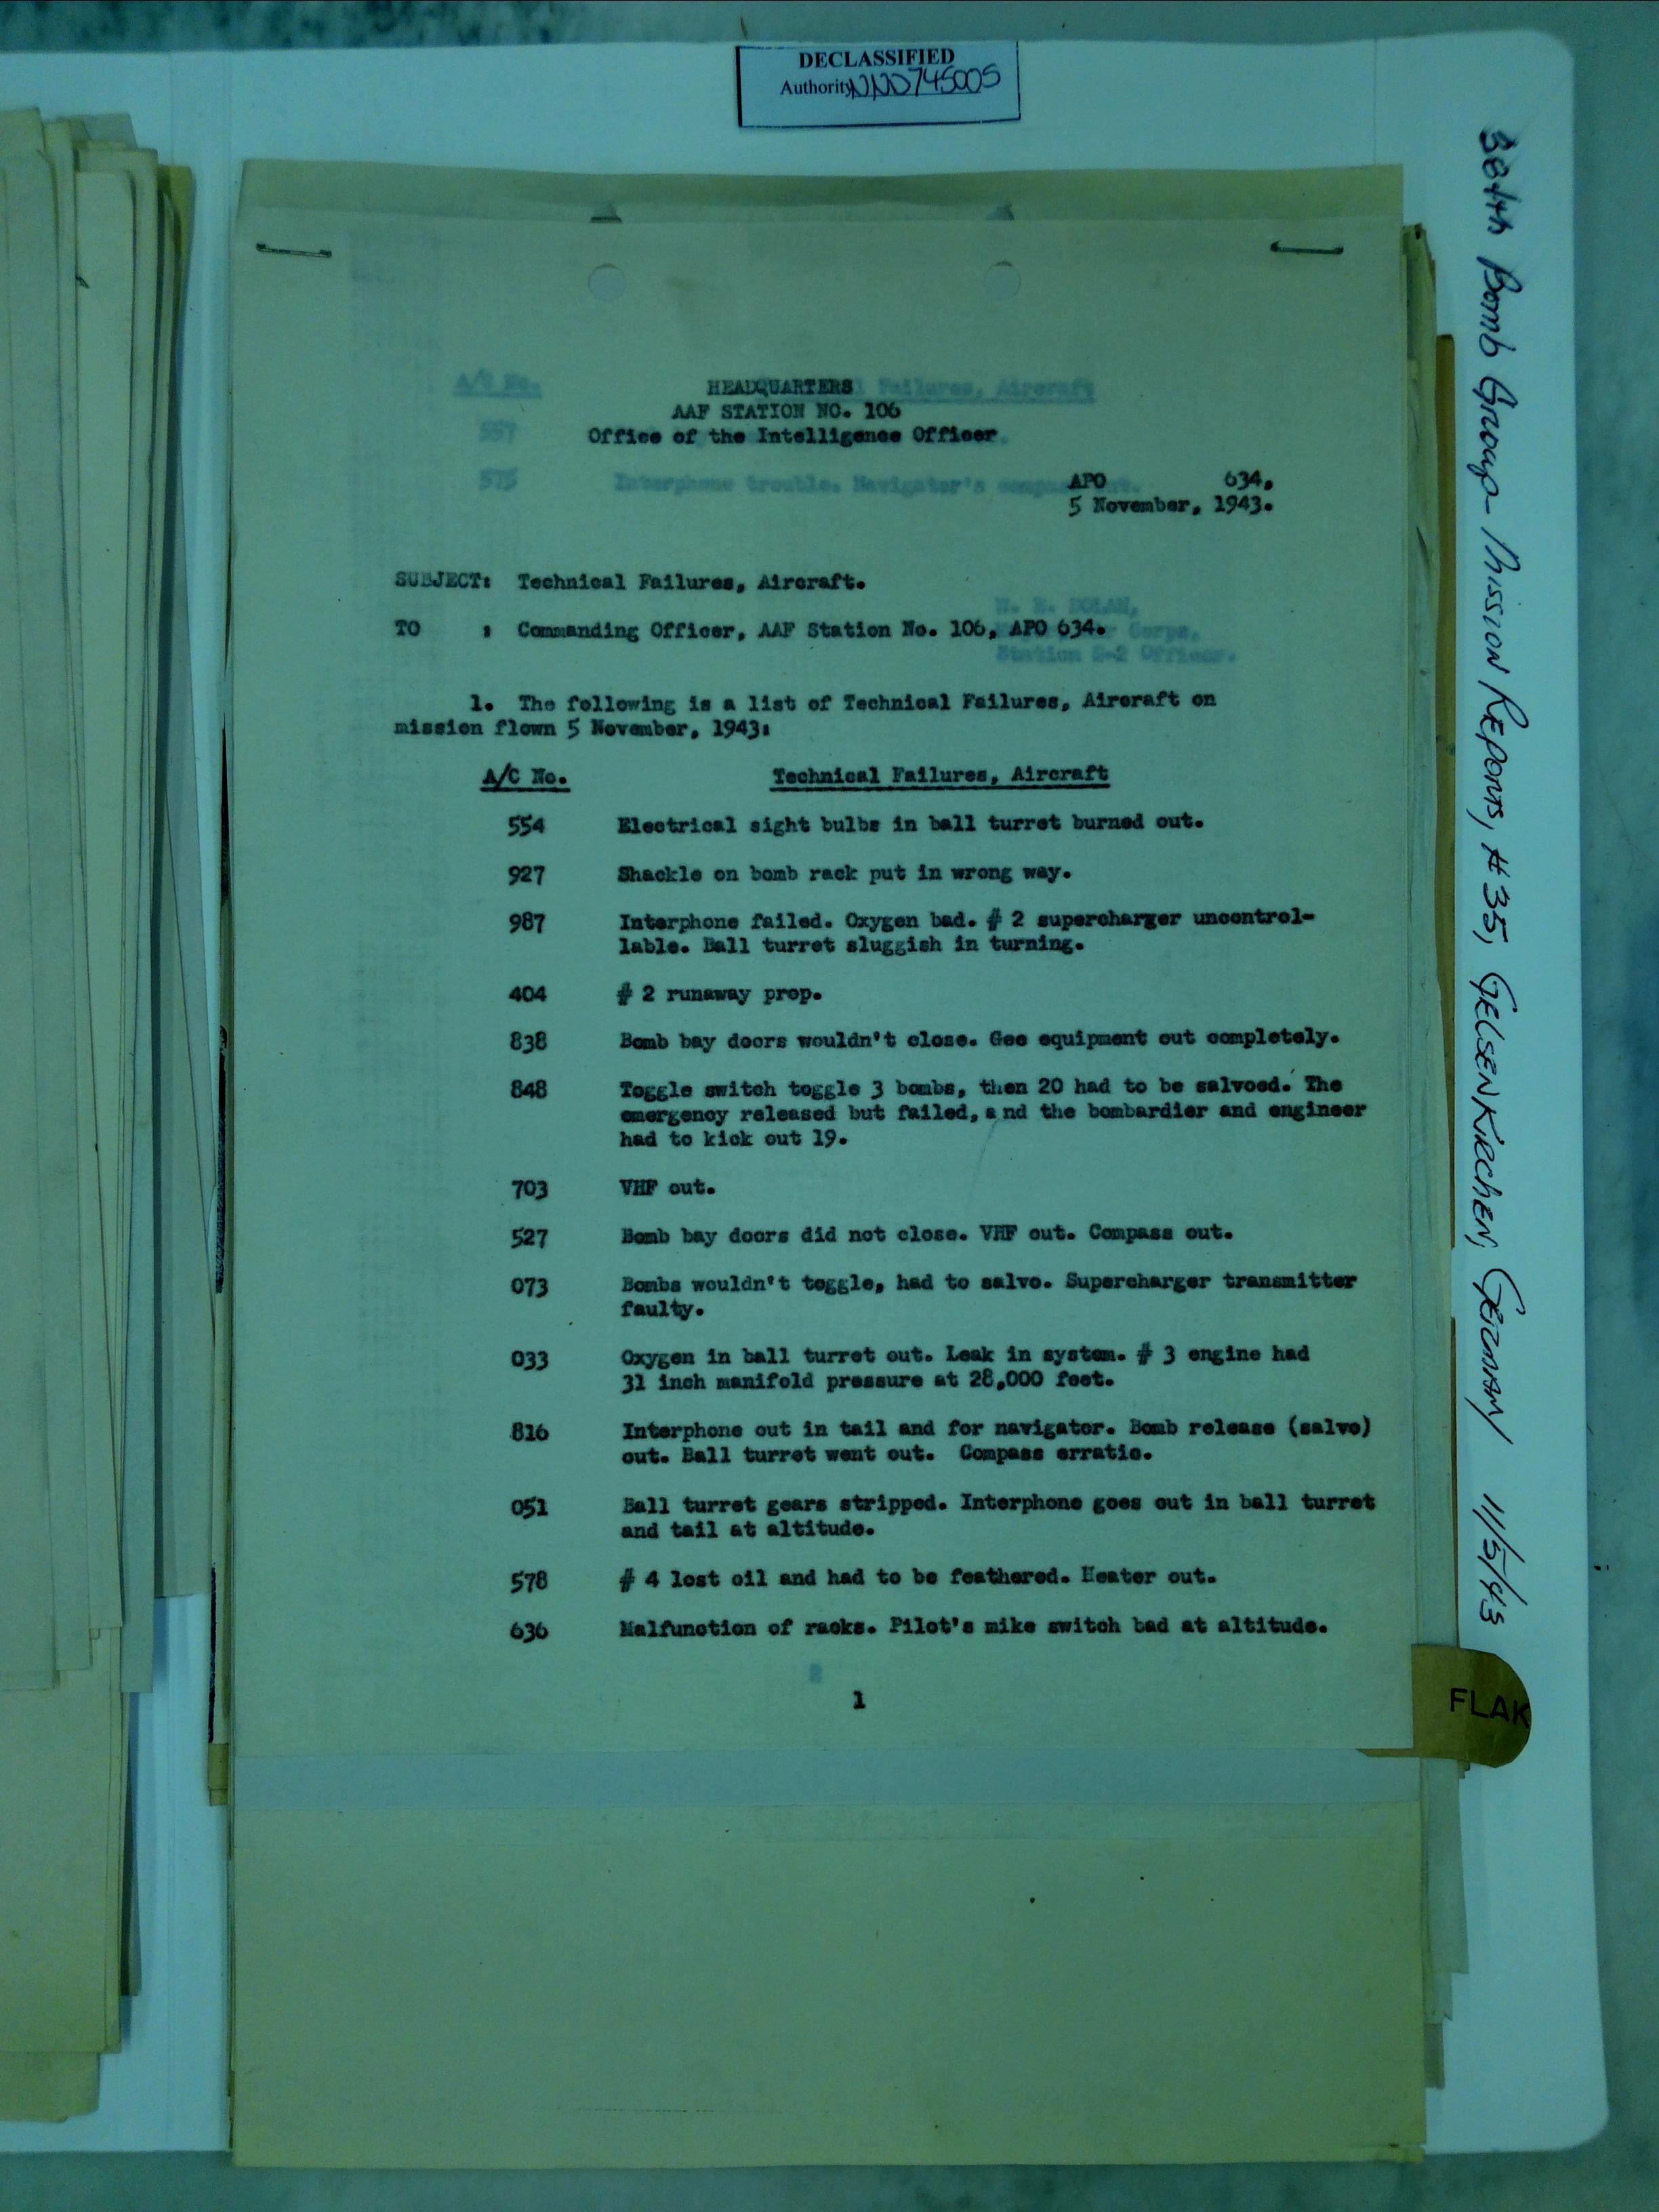 DECLASSIFIED
Authority NND745005
HEADQUARTERS
AAF STATION NO. 106
Office of the Intelligence Officer
APO 634,
5 November, 1943.
SUBJECT: Technical Failures, Aircraft.
TO : Commanding Officer, AAF Station No. 106, APO 634.
1. The following is a list of Technical Failures, Aircraft on
mission flown 5 November, 1943:
A/C No. Technical Failures, Aircraft
554 Electrical sight bulbs in ball turret burned out.
927 Shackle on bomb rack put in wrong way.
987 Interphone failed. Oxygen bad. # 2 supercharger uncontrol-
lable. Ball turret sluggish in turning.
404 # 2 runaway prop.
838 Bomb bay doors wouldn't close. Gee equipment out completely.
848 Toggle switch toggle 3 bombs, then 20 had to be salvoed. The
emergency released but failed, and the bombardier and engineer
had to kick out 19.
703 VHF out.
527 Bomb bay doors did not close. VHF out. Compass out.
073 Bombs wouldn't toggle, had to salvo. Supercharger transmitter
faulty.
033 Oxygen in ball turret out. Leak in system. # 3 engine had
31 inch manifold pressure at 28,000 feet.
816 Interphone out in tail and for navigator. Bomb release (salvo)
out. Ball turret went out. Compass erratic.
051 Ball turret gears stripped. Interphone goes out in ball turret
and tail at altitude.
578 # 4 lost oil and had to be feathered. Heater out.
636 Malfunction of racks. Pilot's mike switch bad at altitude.
1
FLAK
384th Bomb Group Mission Reports, #35, GELSENKIRCHEN, GERMANY 11/5/43